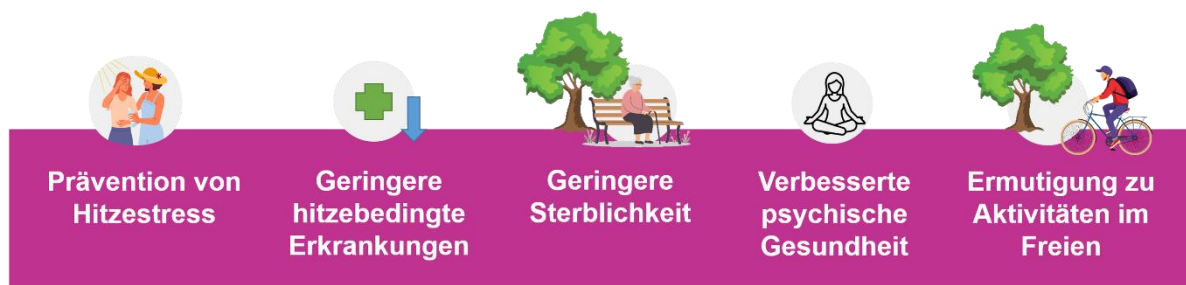 Prävention von
Hitzestress
Geringere
hitzebedingte
Erkrankungen
Geringere
Sterblichkeit
Verbesserte
psychische
Gesundheit
Ermutigung zu
Aktivitäten im
Freien